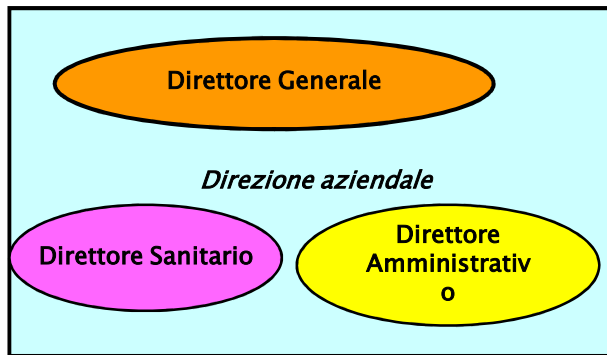 Direttore Generale
Direzione aziendale
Direttore Sanitario
Direttore
Amministrativ
o